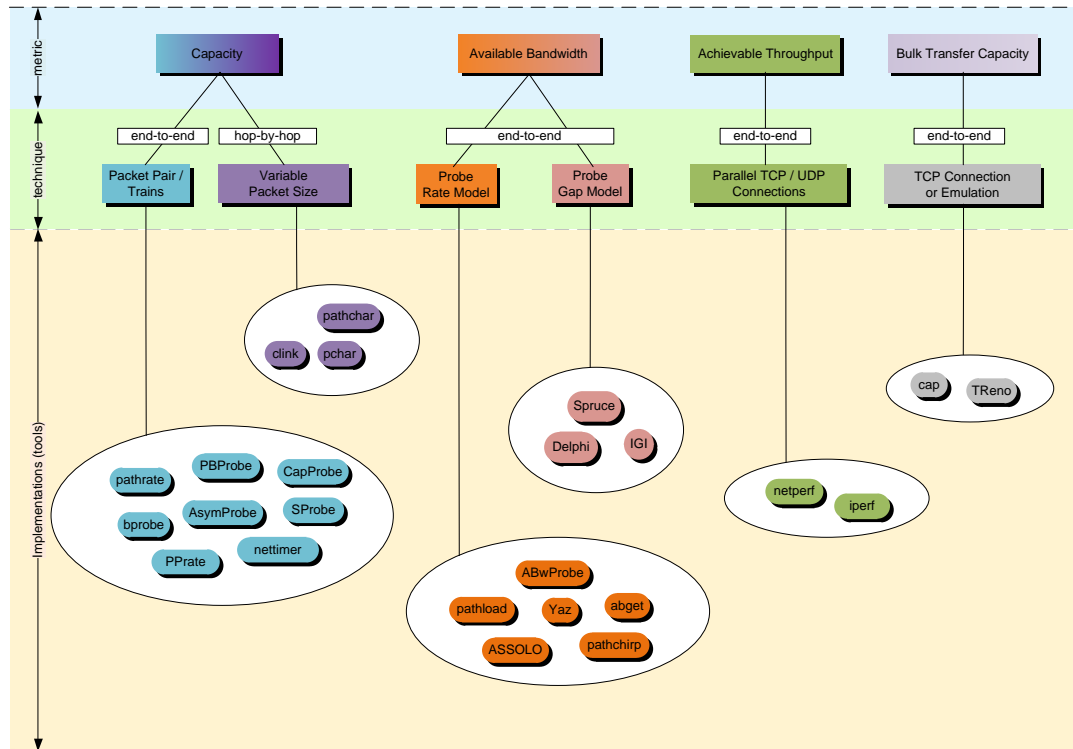 metric
Capacity
Available Bandwidth
Achievable Throughput
Bulk Transfer Capacity
technique
end-to-end
hop-by-hop
end-to-end
end-to-end
end-to-end
Packet Pair /
Trains
Variable
Packet Size
Probe
Rate Model
Probe
Gap Model
Parallel TCP / UDP
Connections
TCP Connection
or Emulation
Implementations (tools)
pathchar
clink
pchar
cap
TReno
Spruce
Delphi
IGI
pathrate
PBProbe
CapProbe
bprobe
AsymProbe
SProbe
PPrate
nettimer
netperf
iperf
ABwProbe
pathload
Yaz
abget
ASSOLO
pathchirp